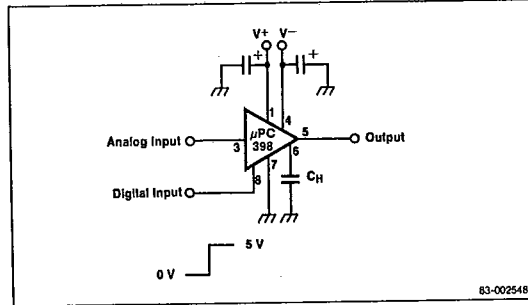 V+ V−
+ +
1 4
Analog Input 3 μPC 398 5 Output
6
Digital Input 8 7 CH
5 V
0 V
83-002548